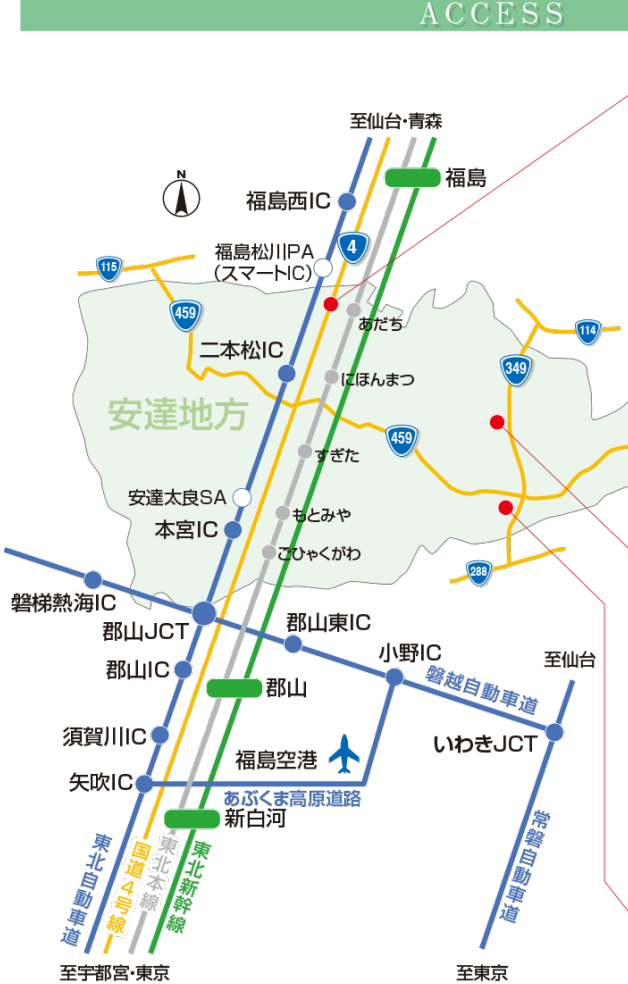 ACCESS
至仙台・青森
N
福島
福島西IC
4
福島松川PA
（スマートIC）
115
459
あだち
114
二本松IC
349
にほんまつ
安達地方
459
すぎた
安達太良SA
もとみや
本宮IC
ごひゃくがわ
288
磐梯熱海IC
郡山JCT
郡山東IC
小野IC
至仙台
郡山IC
磐越自動車道
郡山
須賀川IC
いわきJCT
福島空港
矢吹IC
あぶくま高原道路
新白河
常磐自動車道
東北自動車道
国道4号線
東北本線
東北新幹線
至宇都宮・東京
至東京